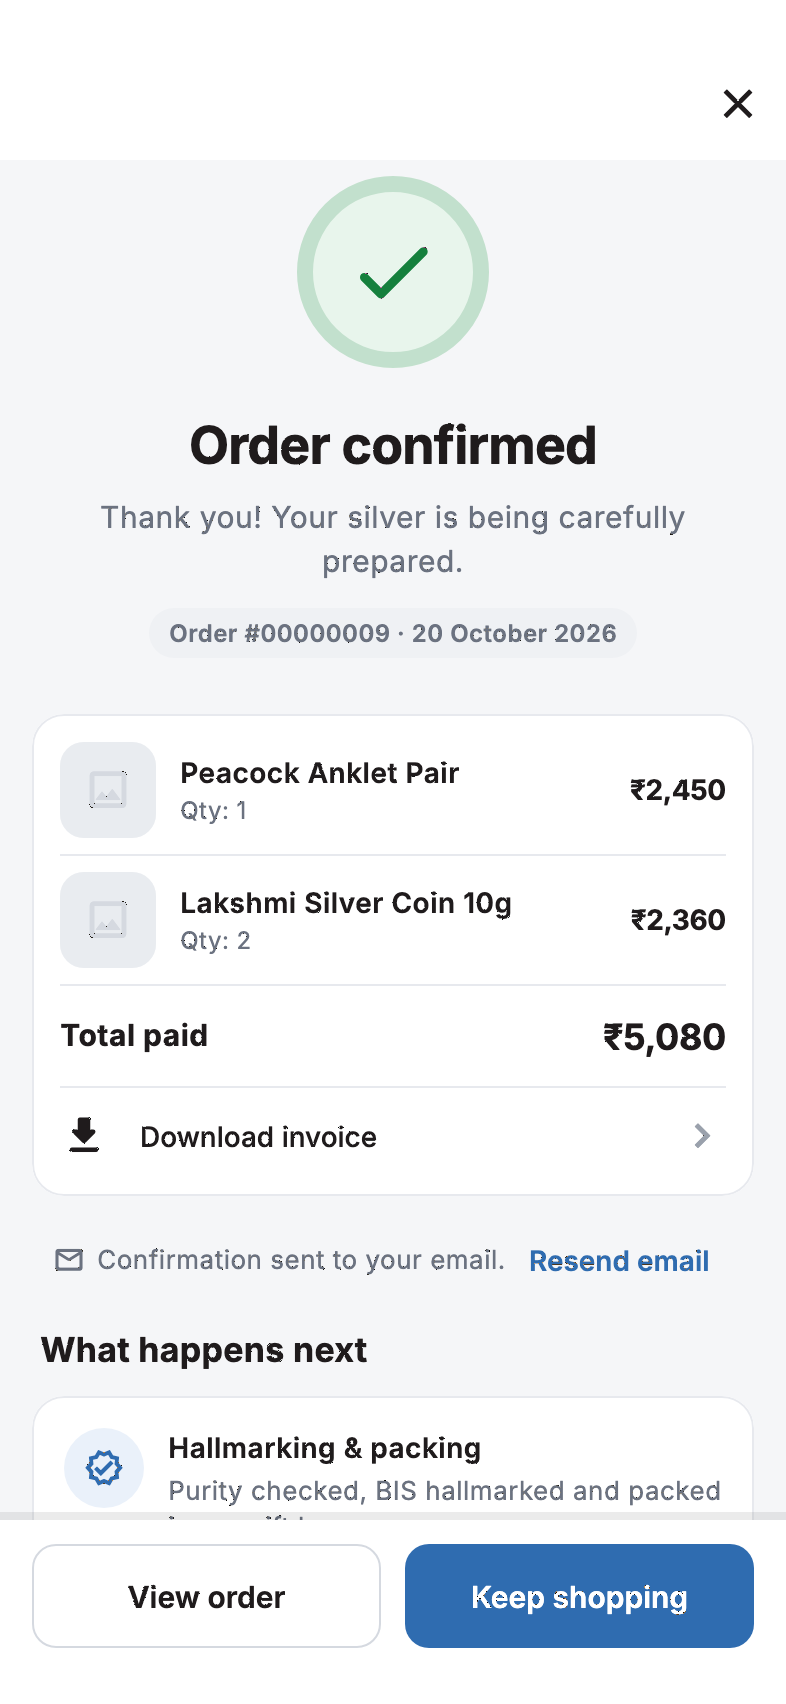 Order confirmed
Thank you! Your silver is being carefully
prepared.
Order #00000009 · 20 October 2026
Peacock Anklet Pair
Qty: 1
₹2,450
Lakshmi Silver Coin 10g
Qty: 2
₹2,360
Total paid
₹5,080
Download invoice
Confirmation sent to your email. Resend email
What happens next
Hallmarking & packing
Purity checked, BIS hallmarked and packed
View order
Keep shopping